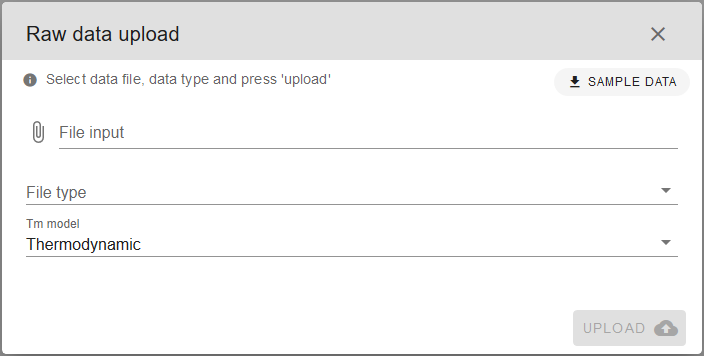 Raw data upload
Select data file, data type and press 'upload'
SAMPLE DATA
File input
File type
Tm model
Thermodynamic
UPLOAD